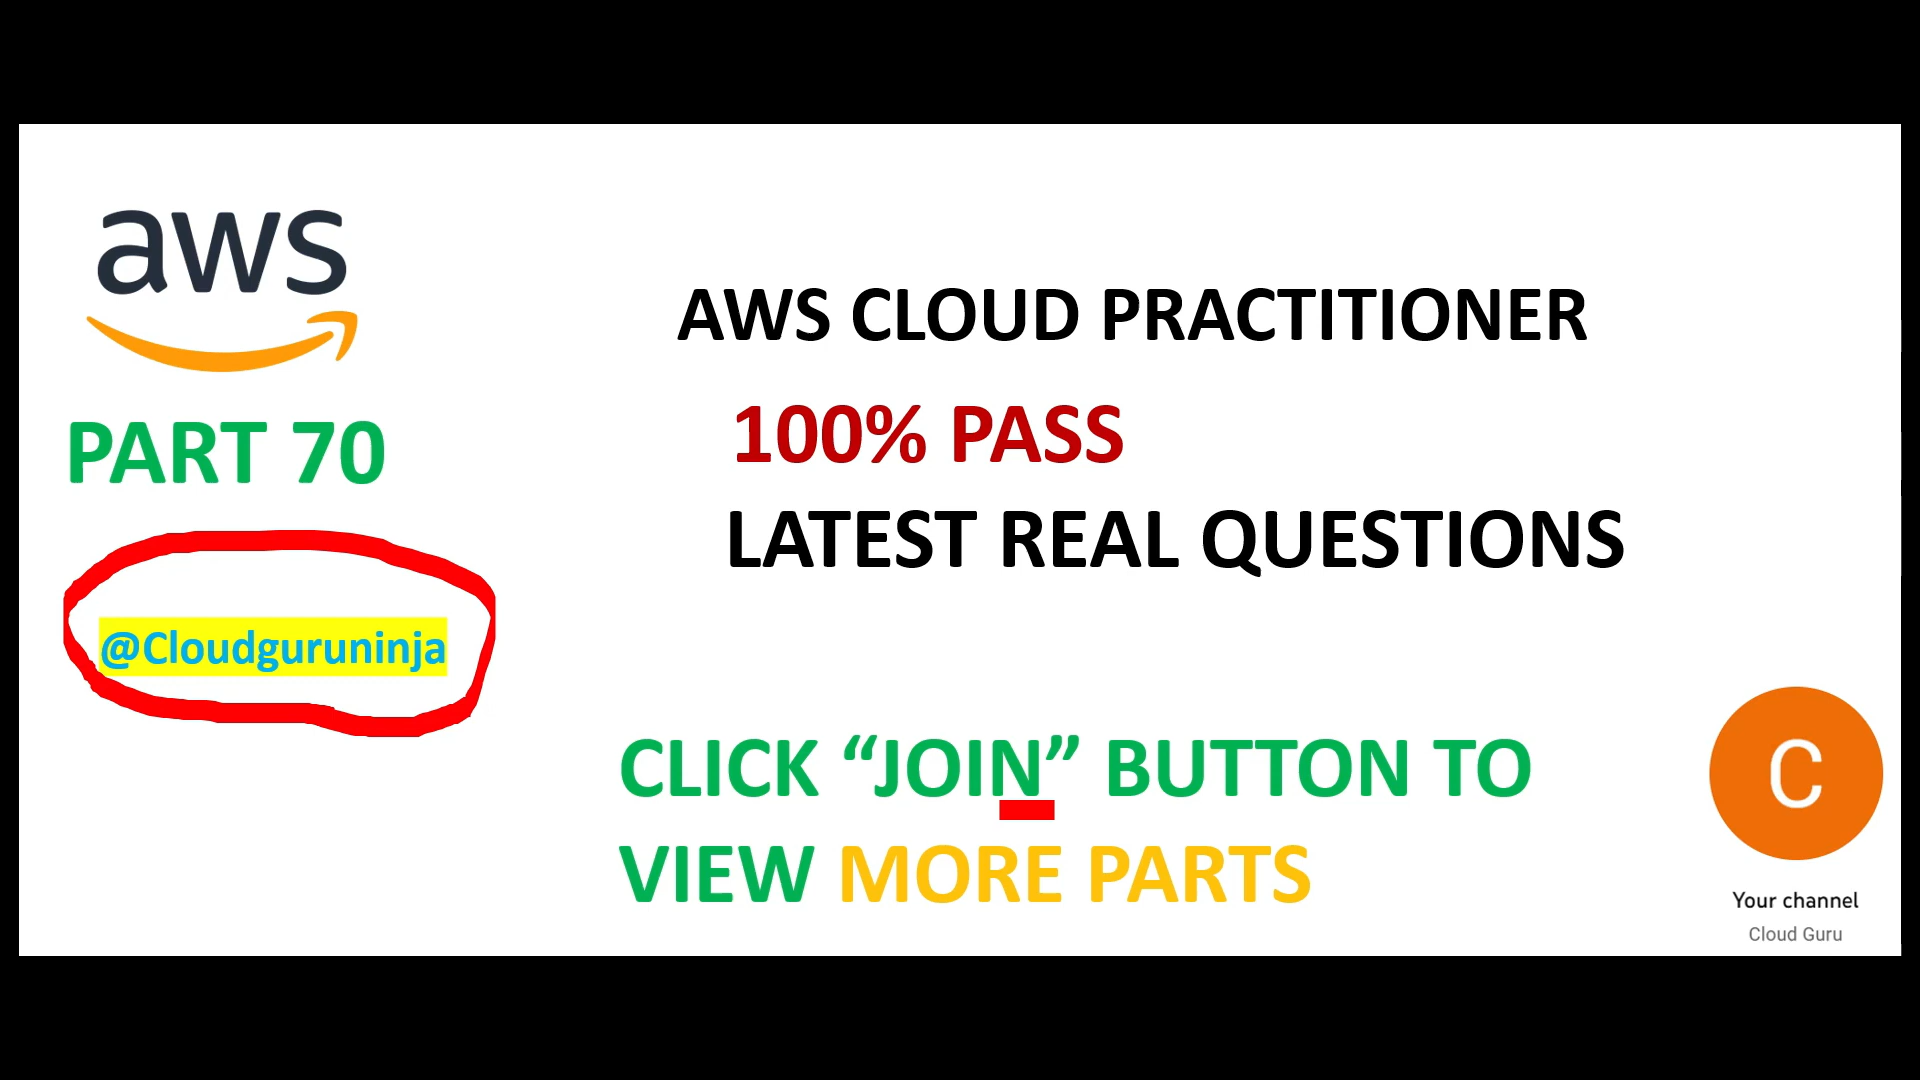 aws
PART 70
@Cloudguruninja
AWS CLOUD PRACTITIONER
100% PASS
LATEST REAL QUESTIONS
CLICK “JOIN” BUTTON TO
VIEW MORE PARTS
C
Your channel
Cloud Guru